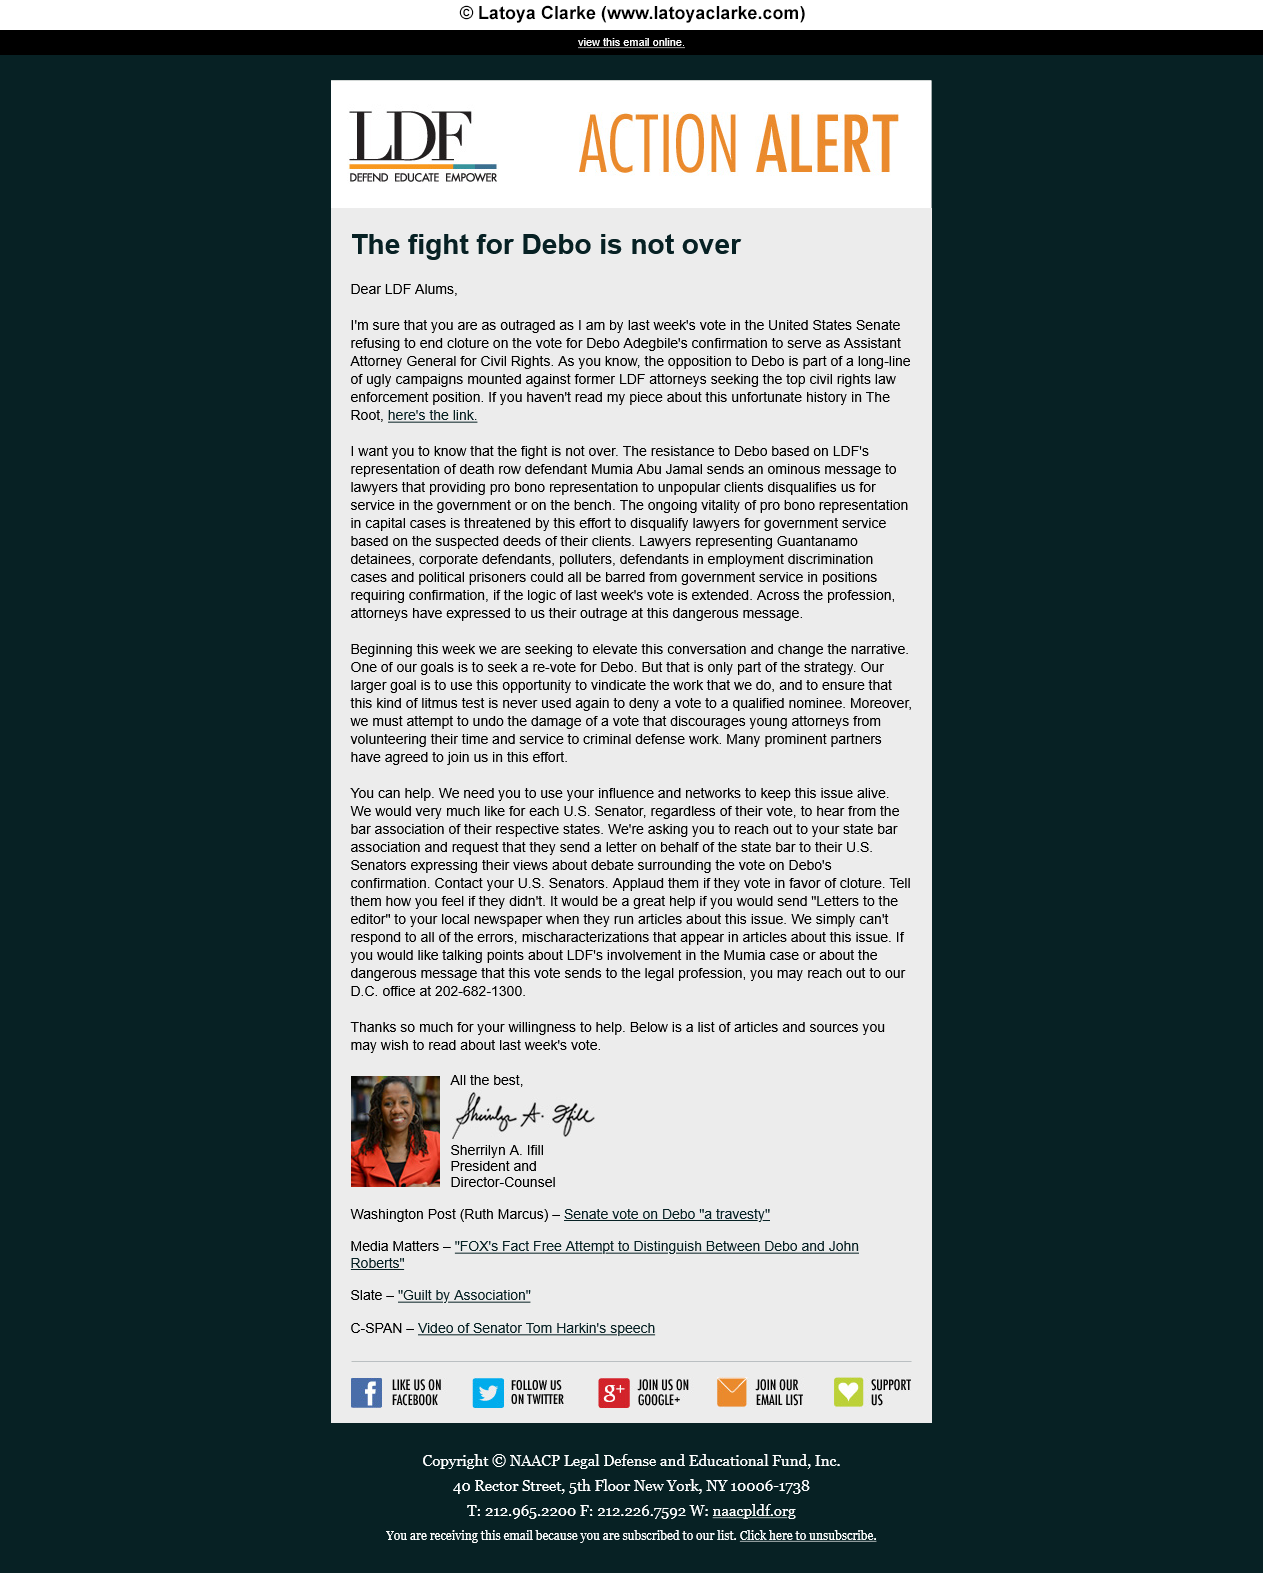 © Latoya Clarke (www.latoyaclarke.com)
view this email online.
LDF
DEFEND EDUCATE EMPOWER
ACTION ALERT
The fight for Debo is not over
Dear LDF Alums,
I'm sure that you are as outraged as I am by last week's vote in the United States Senate
refusing to end cloture on the vote for Debo Adegbile's confirmation to serve as Assistant
Attorney General for Civil Rights. As you know, the opposition to Debo is part of a long-line
of ugly campaigns mounted against former LDF attorneys seeking the top civil rights law
enforcement position. If you haven't read my piece about this unfortunate history in The
Root, here's the link.
I want you to know that the fight is not over. The resistance to Debo based on LDF's
representation of death row defendant Mumia Abu Jamal sends an ominous message to
lawyers that providing pro bono representation to unpopular clients disqualifies us for
service in the government or on the bench. The ongoing vitality of pro bono representation
in capital cases is threatened by this effort to disqualify lawyers for government service
based on the suspected deeds of their clients. Lawyers representing Guantanamo
detainees, corporate defendants, polluters, defendants in employment discrimination
cases and political prisoners could all be barred from government service in positions
requiring confirmation, if the logic of last week's vote is extended. Across the profession,
attorneys have expressed to us their outrage at this dangerous message.
Beginning this week we are seeking to elevate this conversation and change the narrative.
One of our goals is to seek a re-vote for Debo. But that is only part of the strategy. Our
larger goal is to use this opportunity to vindicate the work that we do, and to ensure that
this kind of litmus test is never used again to deny a vote to a qualified nominee. Moreover,
we must attempt to undo the damage of a vote that discourages young attorneys from
volunteering their time and service to criminal defense work. Many prominent partners
have agreed to join us in this effort.
You can help. We need you to use your influence and networks to keep this issue alive.
We would very much like for each U.S. Senator, regardless of their vote, to hear from the
bar association of their respective states. We're asking you to reach out to your state bar
association and request that they send a letter on behalf of the state bar to their U.S.
Senators expressing their views about debate surrounding the vote on Debo's
confirmation. Contact your U.S. Senators. Applaud them if they vote in favor of cloture. Tell
them how you feel if they didn't. It would be a great help if you would send "Letters to the
editor" to your local newspaper when they run articles about this issue. We simply can't
respond to all of the errors, mischaracterizations that appear in articles about this issue. If
you would like talking points about LDF's involvement in the Mumia case or about the
dangerous message that this vote sends to the legal profession, you may reach out to our
D.C. office at 202-682-1300.
Thanks so much for your willingness to help. Below is a list of articles and sources you
may wish to read about last week's vote.
All the best,
Sherrilyn A. Ifill
Sherrilyn A. Ifill
President and
Director-Counsel
Washington Post (Ruth Marcus) – Senate vote on Debo "a travesty"
Media Matters – "FOX's Fact Free Attempt to Distinguish Between Debo and John
Roberts"
Slate – "Guilt by Association"
C-SPAN – Video of Senator Tom Harkin's speech
f LIKE US ON
FACEBOOK
FOLLOW US
ON TWITTER
g+ JOIN US ON
GOOGLE+
JOIN OUR
EMAIL LIST
SUPPORT
US
Copyright © NAACP Legal Defense and Educational Fund, Inc.
40 Rector Street, 5th Floor New York, NY 10006-1738
T: 212.965.2200 F: 212.226.7592 W: naacpldf.org
You are receiving this email because you are subscribed to our list. Click here to unsubscribe.